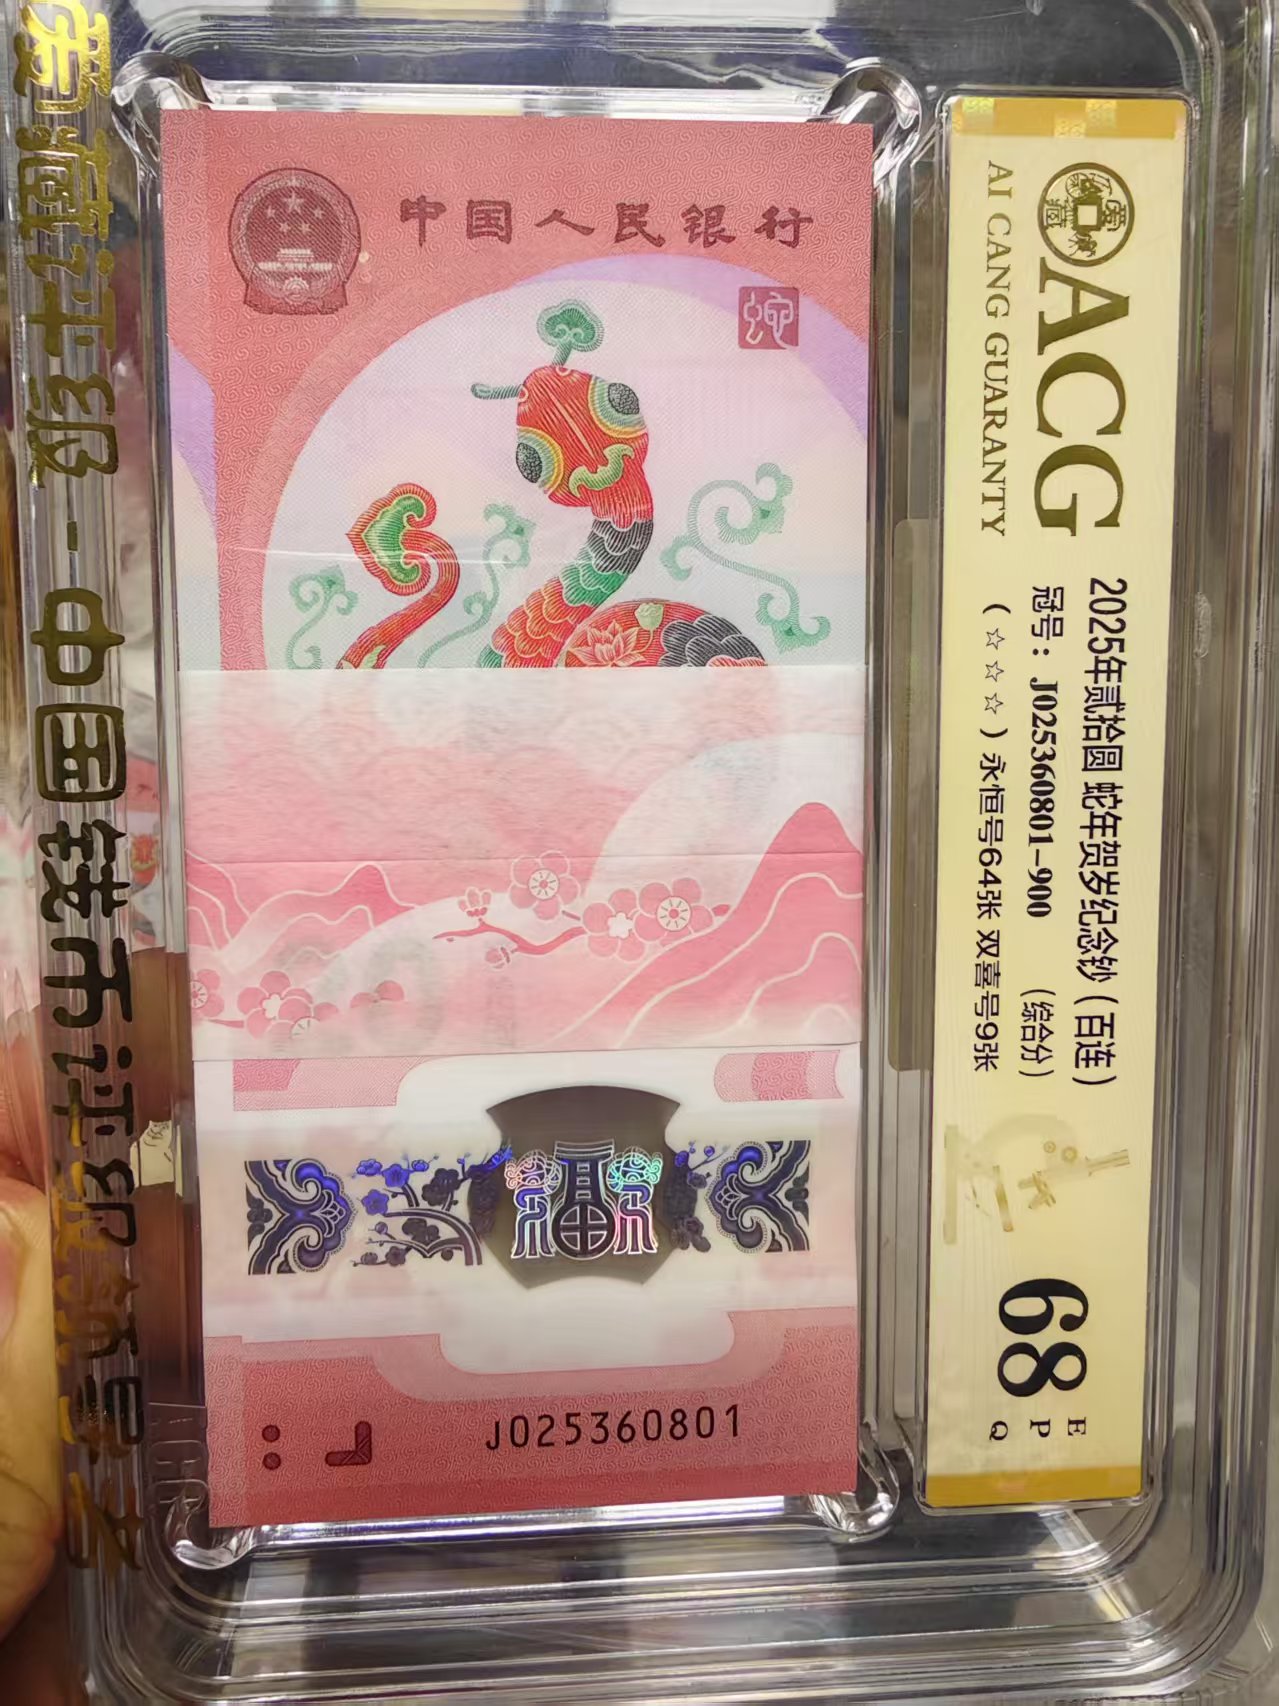 爱藏评级-中国钱币评级领导者
中国人民银行
蛇
J025360801
ACG
ACG
AI CANG GUARANTY
2025年贰拾圆 蛇年贺岁纪念钞（百连）
冠号：J025360801-900 （综合分）
（☆☆☆）永恒号64张 双喜号9张
68
E
P
Q